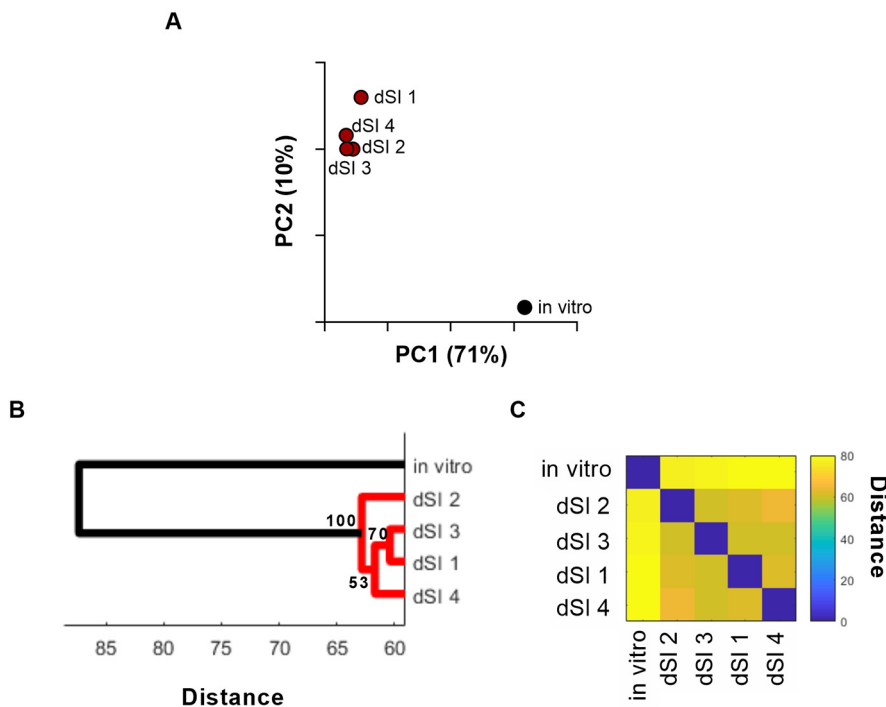 A
dSI 1
dSI 4
dSI 2
dSI 3
PC2 (10%)
in vitro
PC1 (71%)
B
in vitro
dSI 2
100
70
dSI 3
dSI 1
53
dSI 4
85 80 75 70 65 60
Distance
C
in vitro
dSI 2
dSI 3
dSI 1
dSI 4
in vitro
dSI 2
dSI 3
dSI 1
dSI 4
80
60
40
20
0
Distance